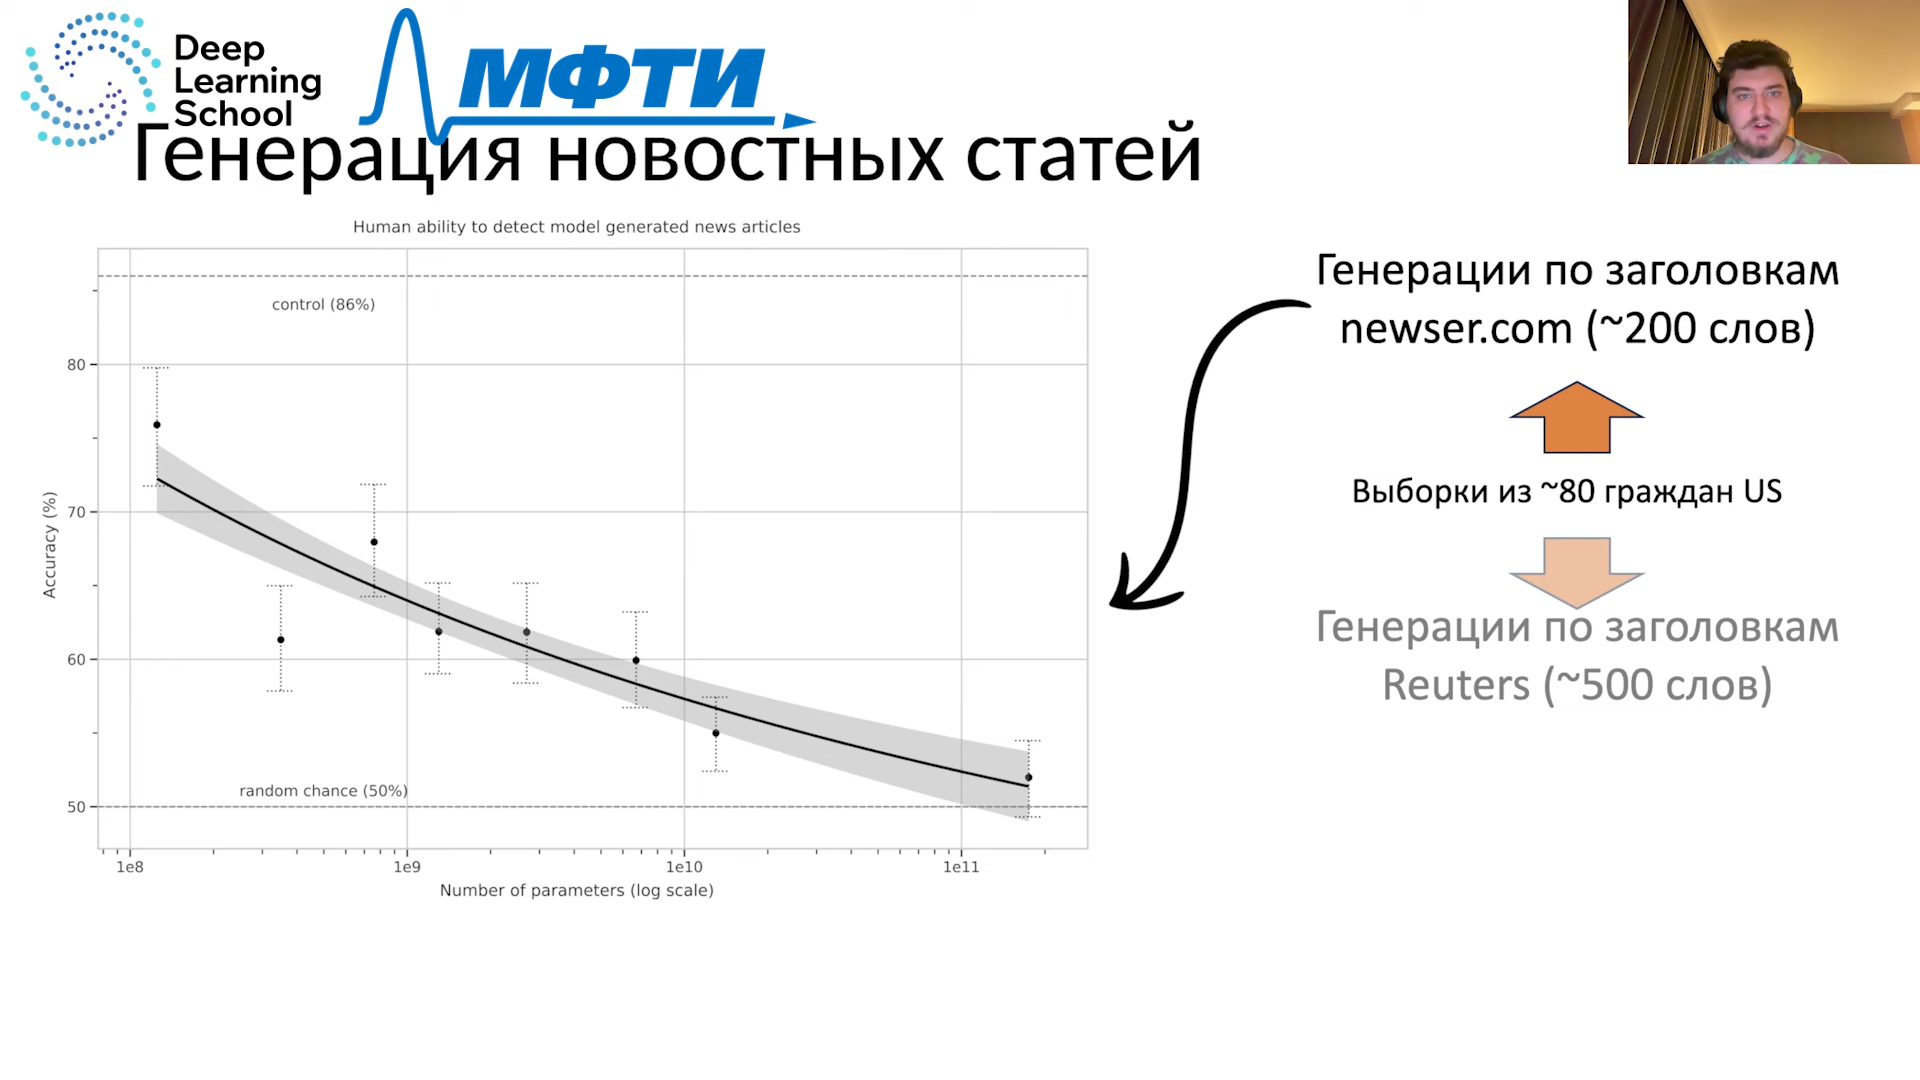 Deep
Learning
School
МФТИ
Генерация новостных статей
Human ability to detect model generated news articles
control (86%)
80
70
60
50
Accuracy (%)
random chance (50%)
1e8
1e9
1e10
1e11
Number of parameters (log scale)
Генерации по заголовкам
newser.com (~200 слов)
Выборки из ~80 граждан US
Генерации по заголовкам
Reuters (~500 слов)